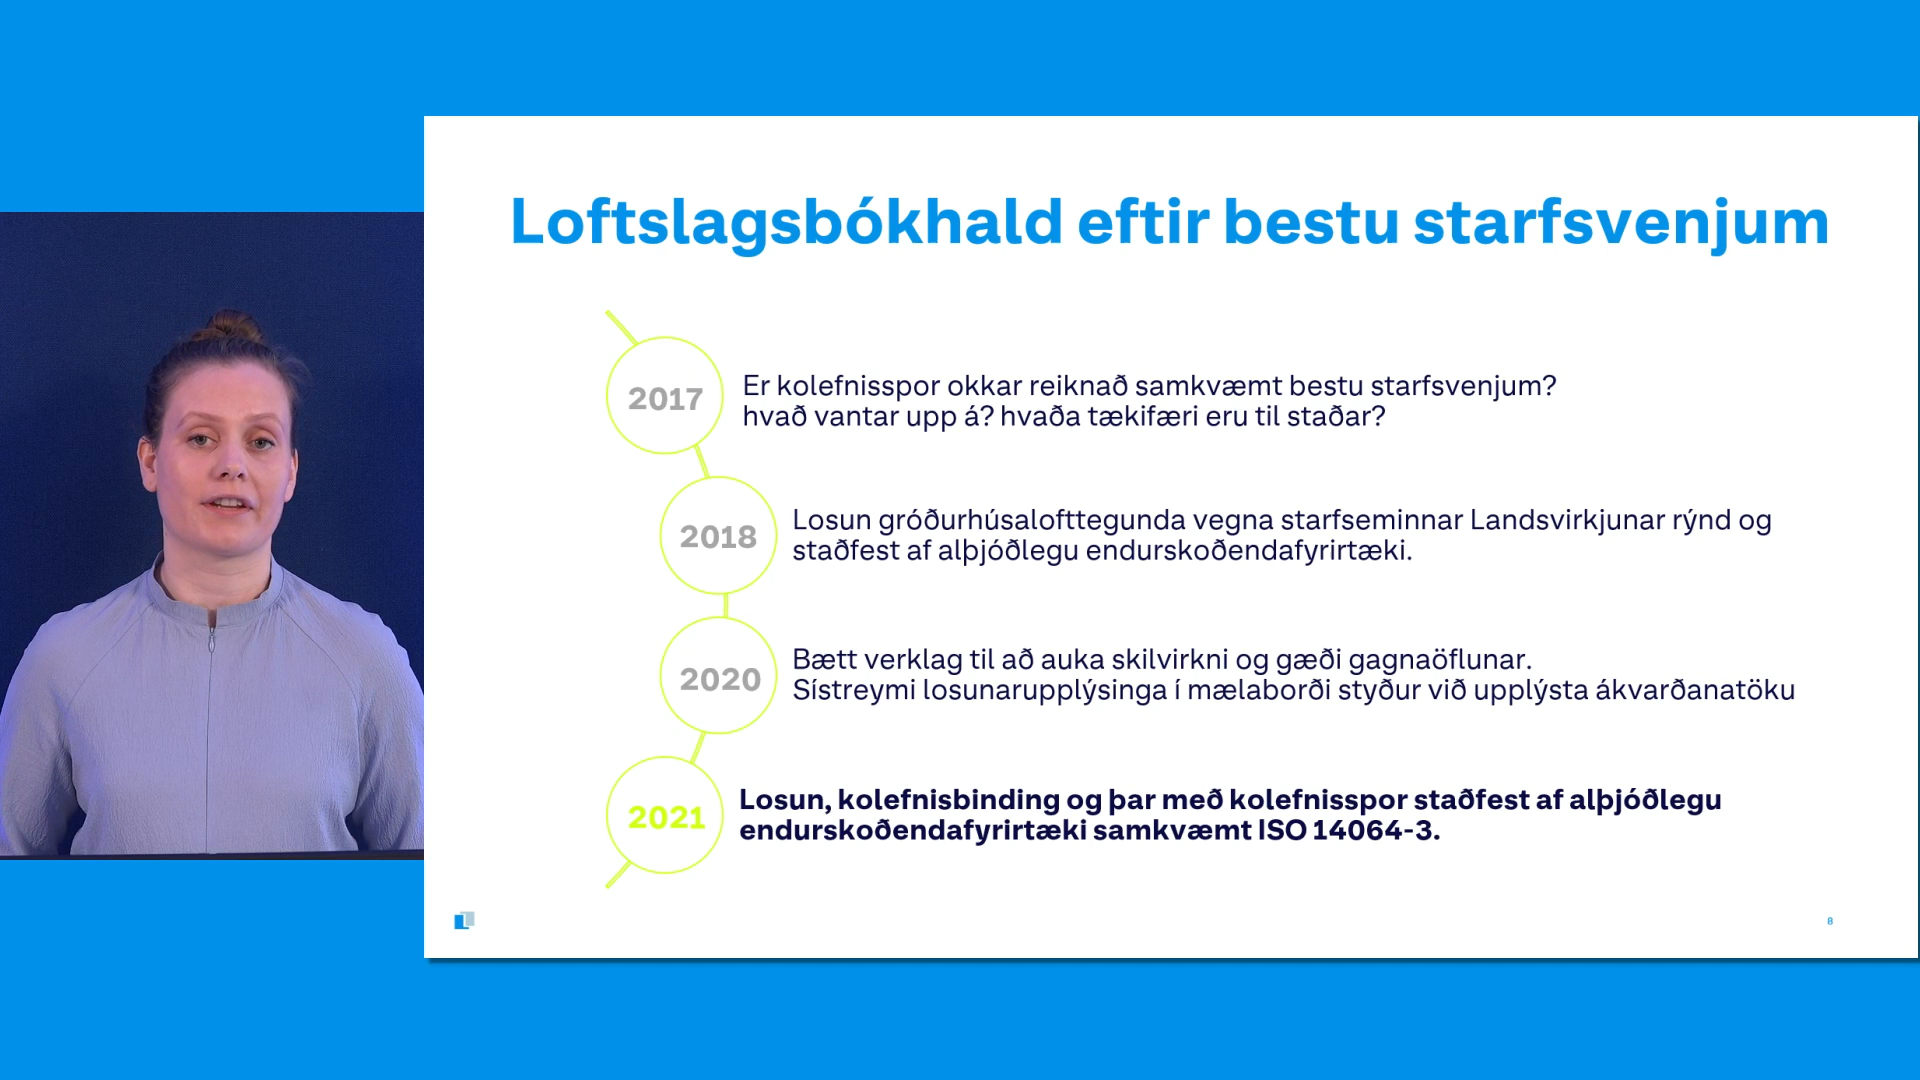 Loftslagsbókhald eftir bestu starfsvenjum
2017
Er kolefnisspor okkar reiknað samkvæmt bestu starfsvenjum?
hvað vantar upp á? hvaða tækifæri eru til staðar?
2018
Losun gróðurhúsalofttegunda vegna starfseminnar Landsvirkjunar rýnd og
staðfest af alþjóðlegu endurskoðendafyrirtæki.
2020
Bætt verklag til að auka skilvirkni og gæði gagnaöflunar.
Sístreymi losunarupplýsinga í mælaborði styður við upplýsta ákvarðanatöku
2021
Losun, kolefnisbinding og þar með kolefnisspor staðfest af alþjóðlegu
endurskoðendafyrirtæki samkvæmt ISO 14064-3.
8